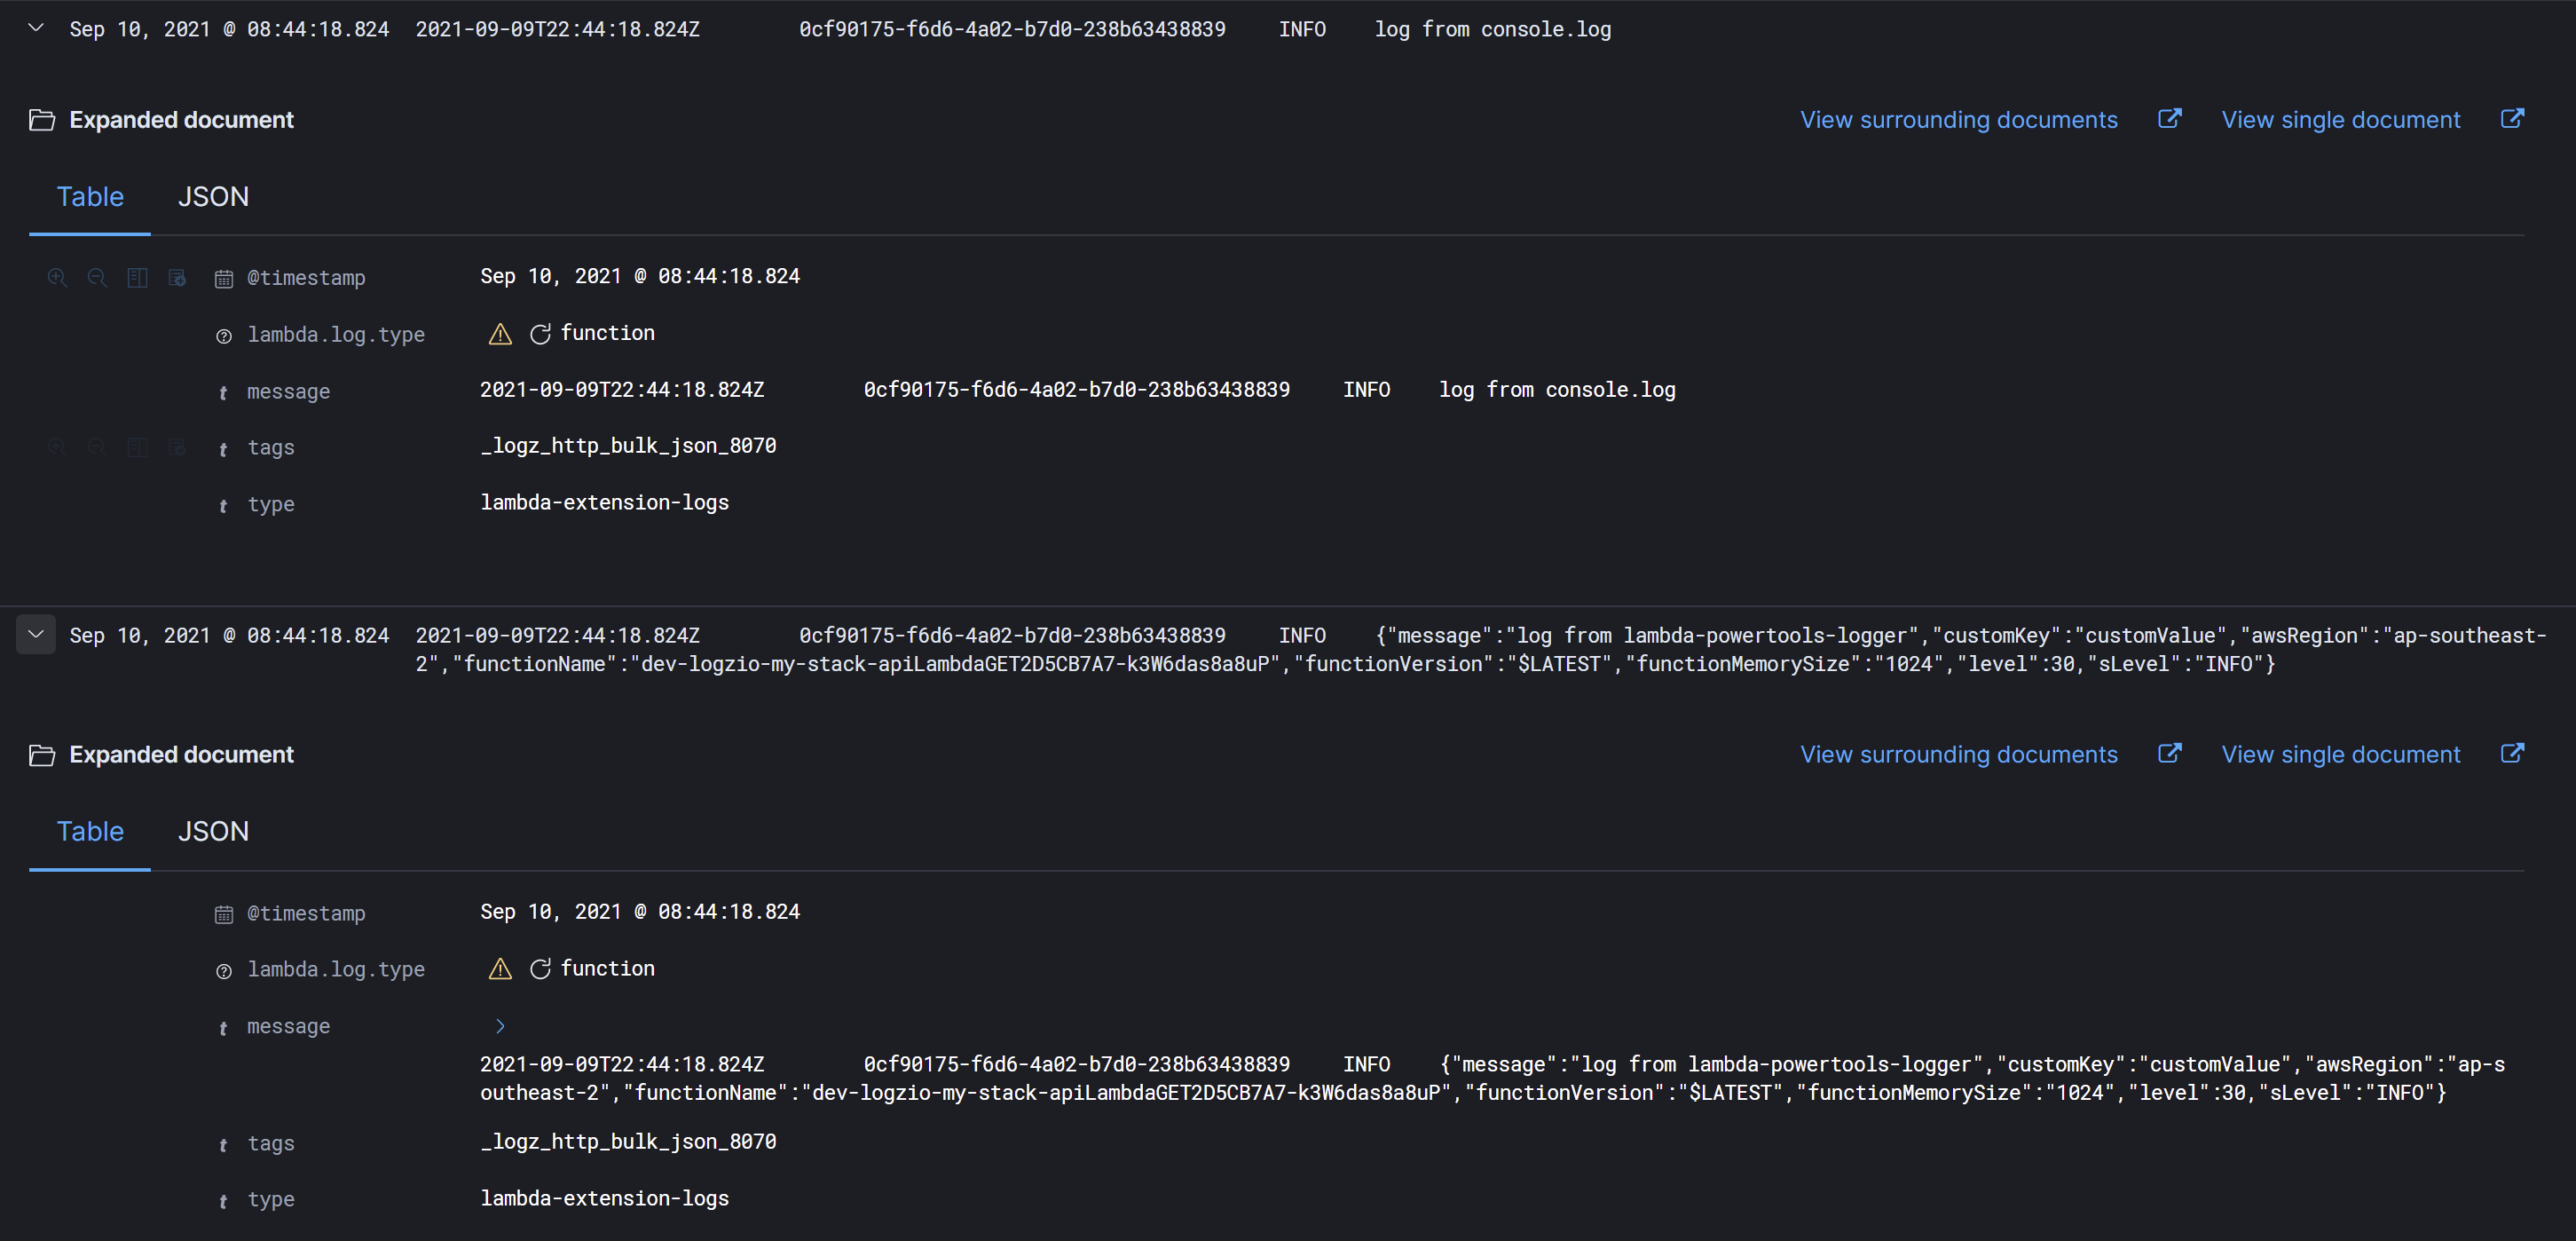 Sep 10, 2021 @ 08:44:18.824 2021-09-09T22:44:18.824Z 0cf90175-f6d6-4a02-b7d0-238b63438839 INFO log from console.log
Expanded document View surrounding documents View single document
Table JSON
@timestamp Sep 10, 2021 @ 08:44:18.824
lambda.log.type function
t message 2021-09-09T22:44:18.824Z 0cf90175-f6d6-4a02-b7d0-238b63438839 INFO log from console.log
t tags _logz_http_bulk_json_8070
t type lambda-extension-logs
Sep 10, 2021 @ 08:44:18.824 2021-09-09T22:44:18.824Z 0cf90175-f6d6-4a02-b7d0-238b63438839 INFO {"message":"log from lambda-powertools-logger","customKey":"customValue","awsRegion":"ap-southeast-
2","functionName":"dev-logzio-my-stack-apiLambdaGET2D5CB7A7-k3W6das8a8uP","functionVersion":"$LATEST","functionMemorySize":"1024","level":30,"sLevel":"INFO"}
Expanded document View surrounding documents View single document
Table JSON
@timestamp Sep 10, 2021 @ 08:44:18.824
lambda.log.type function
t message
2021-09-09T22:44:18.824Z 0cf90175-f6d6-4a02-b7d0-238b63438839 INFO {"message":"log from lambda-powertools-logger","customKey":"customValue","awsRegion":"ap-s
outheast-2","functionName":"dev-logzio-my-stack-apiLambdaGET2D5CB7A7-k3W6das8a8uP","functionVersion":"$LATEST","functionMemorySize":"1024","level":30,"sLevel":"INFO"}
t tags _logz_http_bulk_json_8070
t type lambda-extension-logs